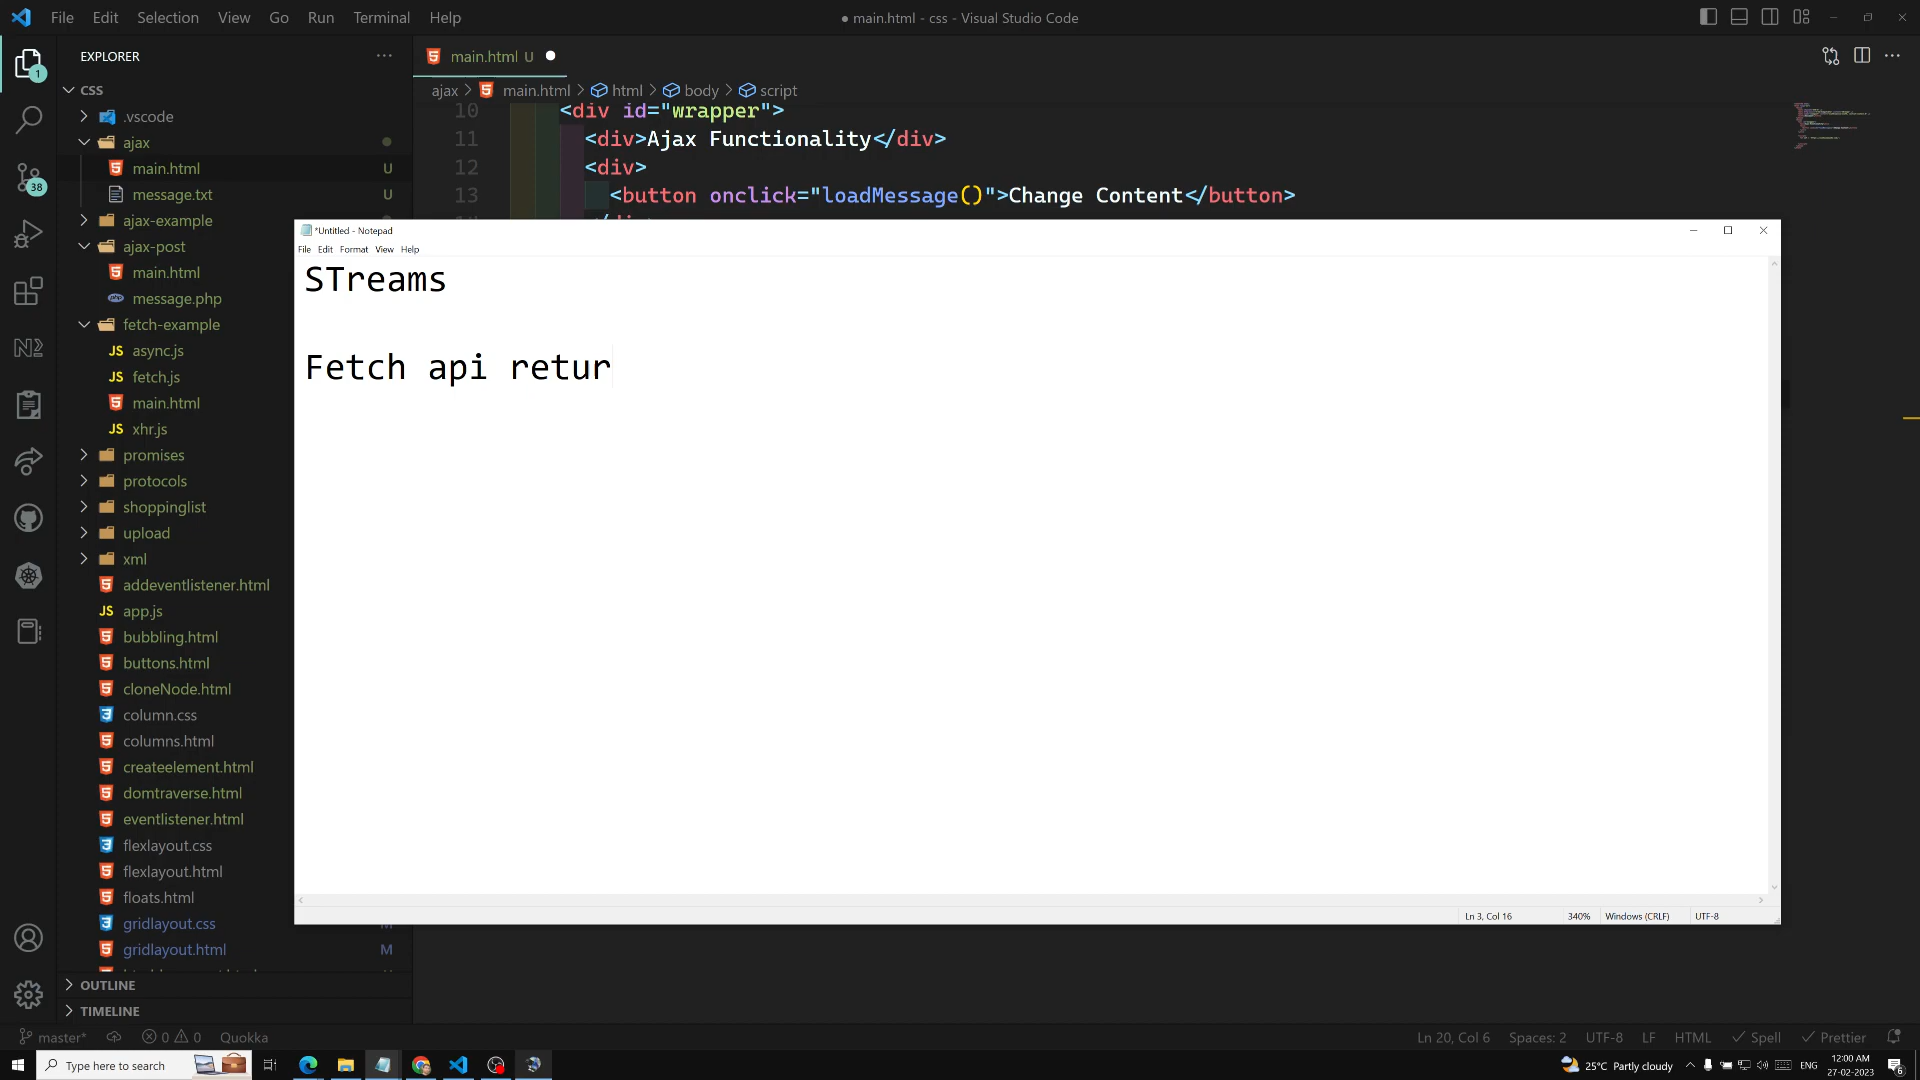 File Edit Selection View Go Run Terminal Help
● main.html - css - Visual Studio Code
EXPLORER
main.html U
CSS
ajax > main.html > html > body > script
.vscode
ajax
main.html U
message.txt U
ajax-example
ajax-post
main.html
message.php
fetch-example
async.js
fetch.js
main.html
xhr.js
promises
protocols
shoppinglist
upload
xml
addeventlistener.html
app.js
bubbling.html
buttons.html
cloneNode.html
column.css
columns.html
createelement.html
domtraverse.html
eventlistener.html
flexlayout.css
flexlayout.html
floats.html
gridlayout.css M
gridlayout.html M
OUTLINE
TIMELINE
1
38
10 <div id="wrapper">
11 <div>Ajax Functionality</div>
12 <div>
13 <button onclick="loadMessage()">Change Content</button>
*Untitled - Notepad
File Edit Format View Help
STreams
Fetch api retur
Ln 3, Col 16 340% Windows (CRLF) UTF-8
master* 0 0 Quokka
Ln 20, Col 6 Spaces: 2 UTF-8 LF HTML Spell Prettier
Type here to search
25°C Partly cloudy
ENG
12:00 AM
27-02-2023
6